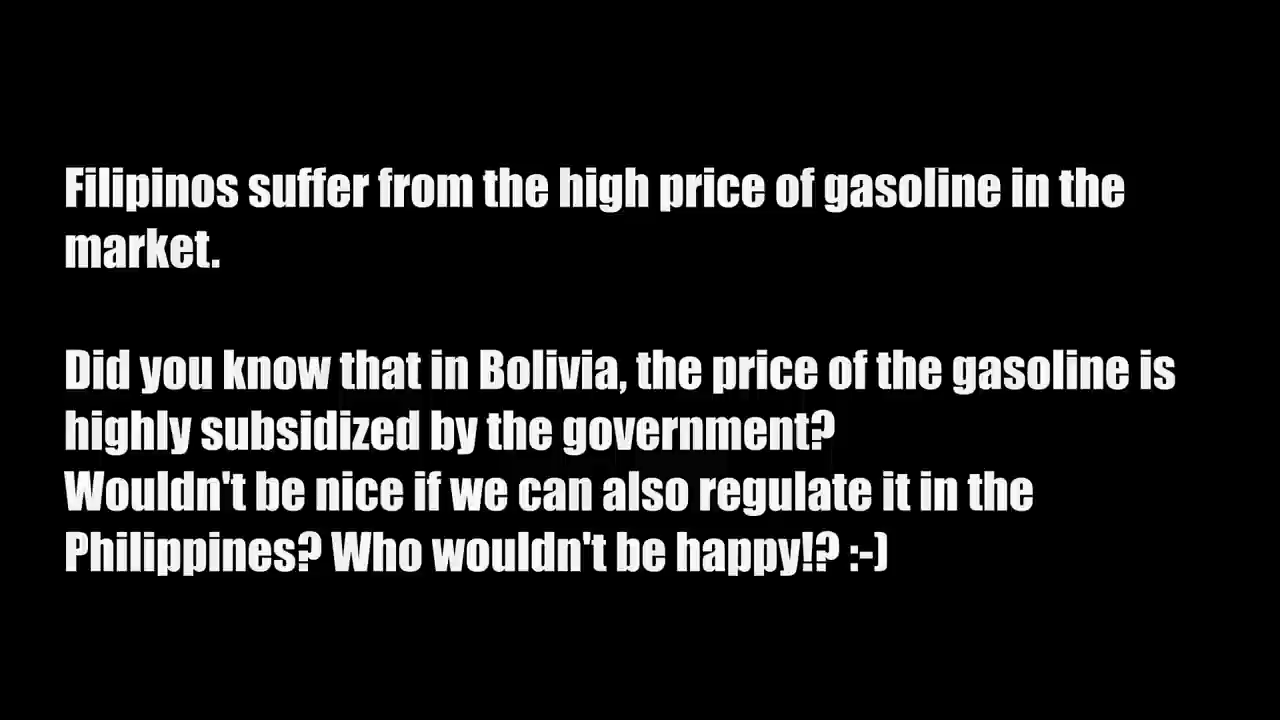 Filipinos suffer from the high price of gasoline in the
market.
Did you know that in Bolivia, the price of the gasoline is
highly subsidized by the government?
Wouldn't be nice if we can also regulate it in the
Philippines? Who wouldn't be happy!? :-)